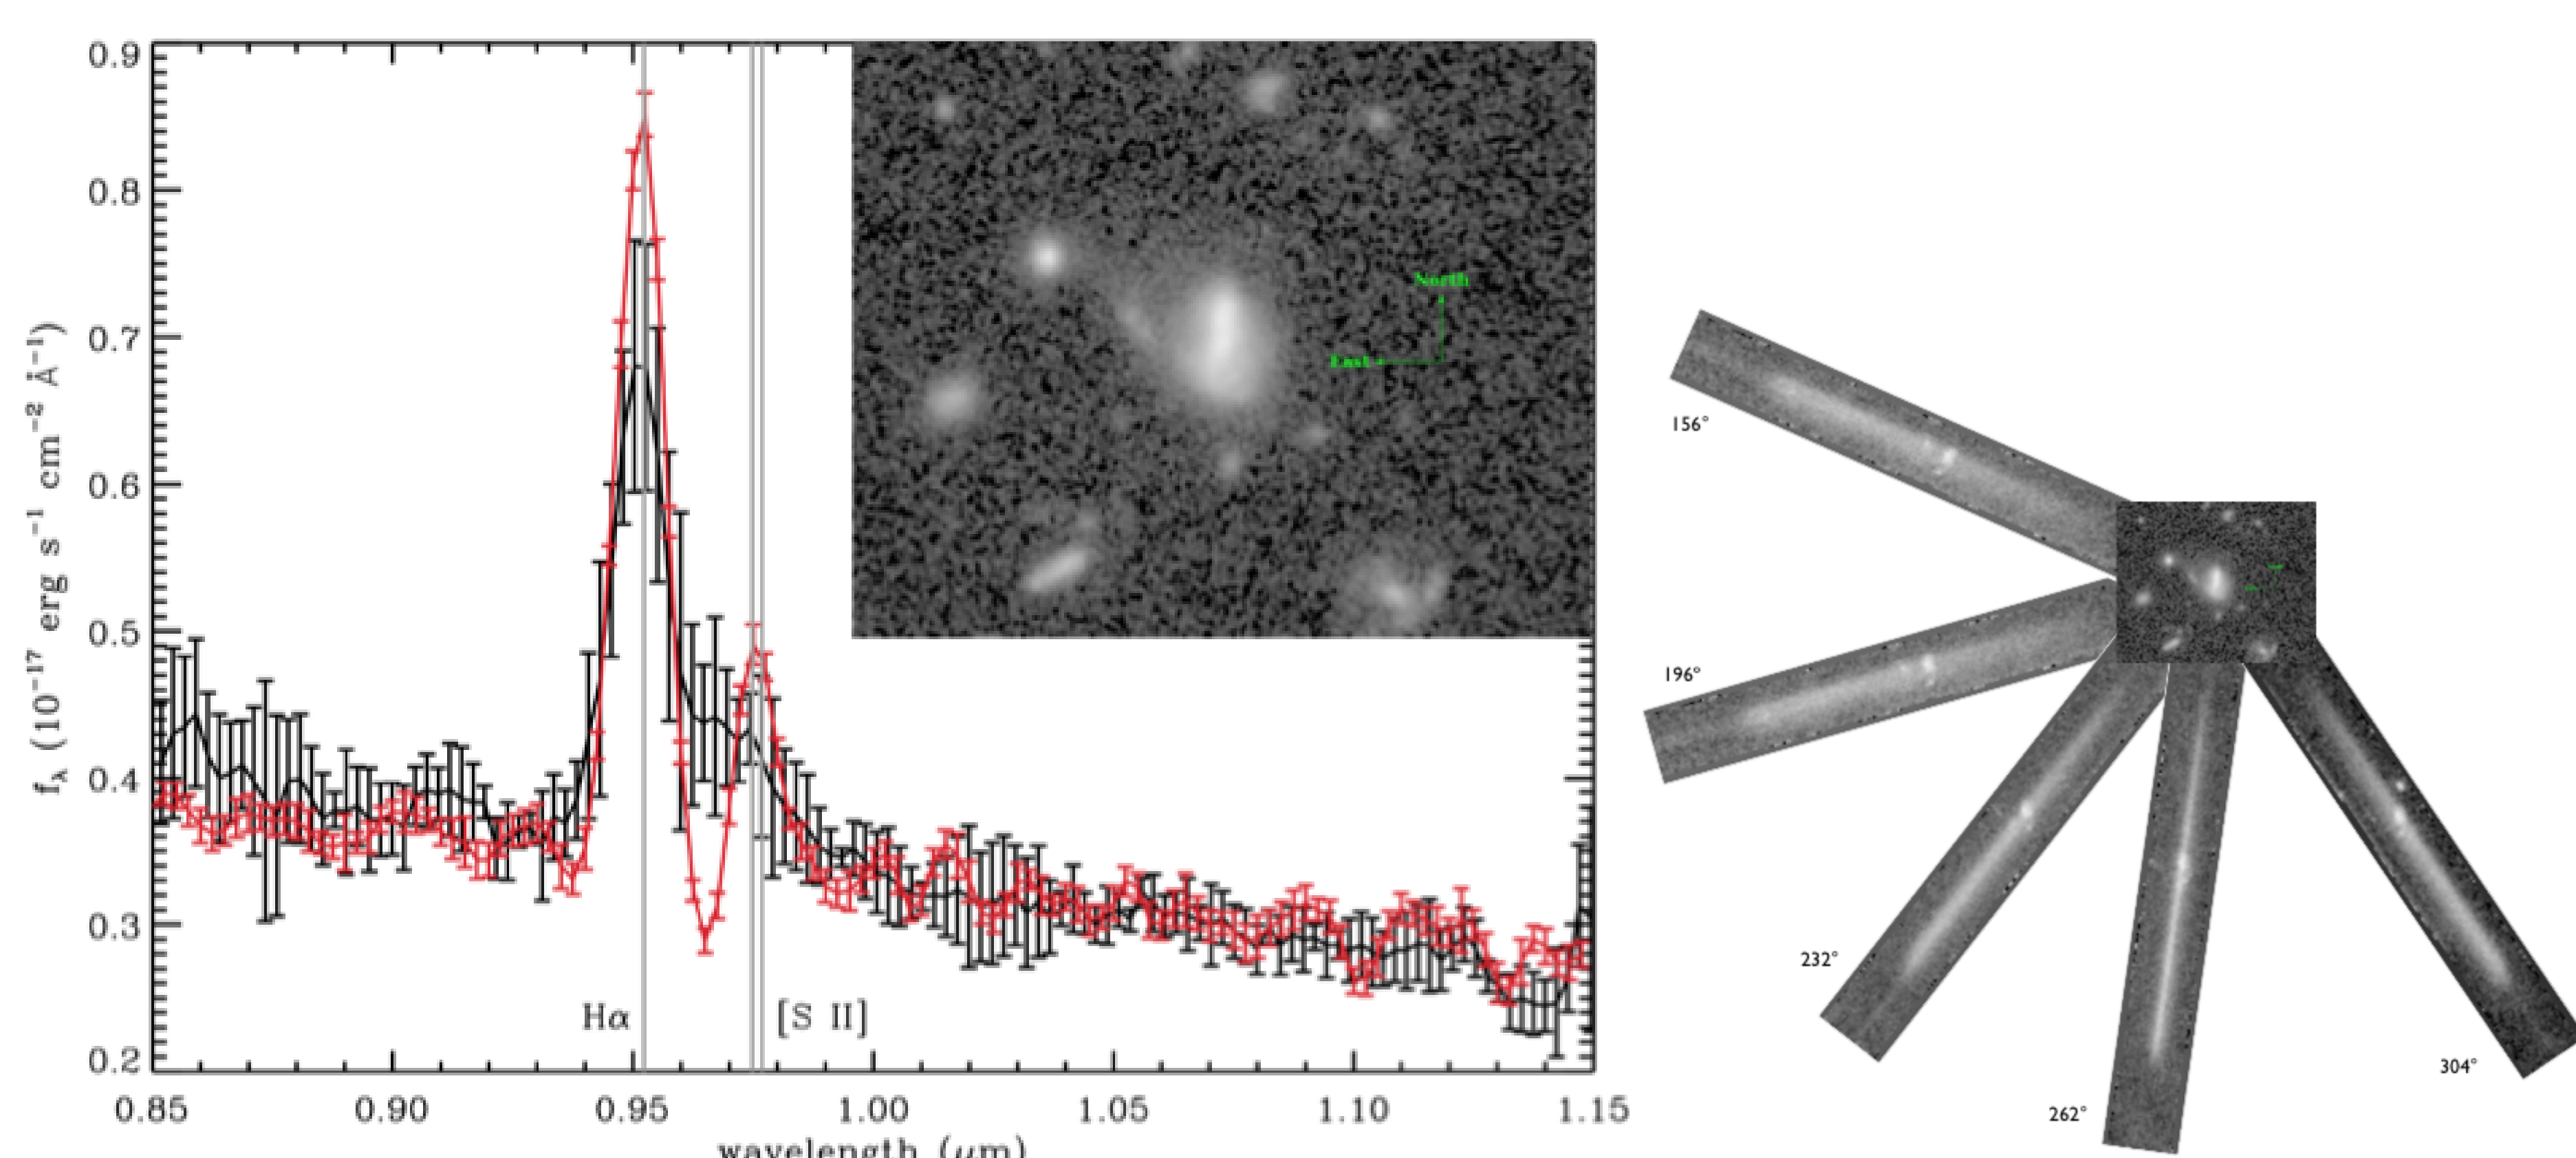 0.9
0.8
0.7
0.6
0.5
0.4
0.3
0.2
f_λ (10⁻¹⁷ erg s⁻¹ cm⁻² Å⁻¹)
North
East
Hα
[S II]
0.85 0.90 0.95 1.00 1.05 1.10 1.15
wavelength (μm)
156°
196°
232°
262°
304°